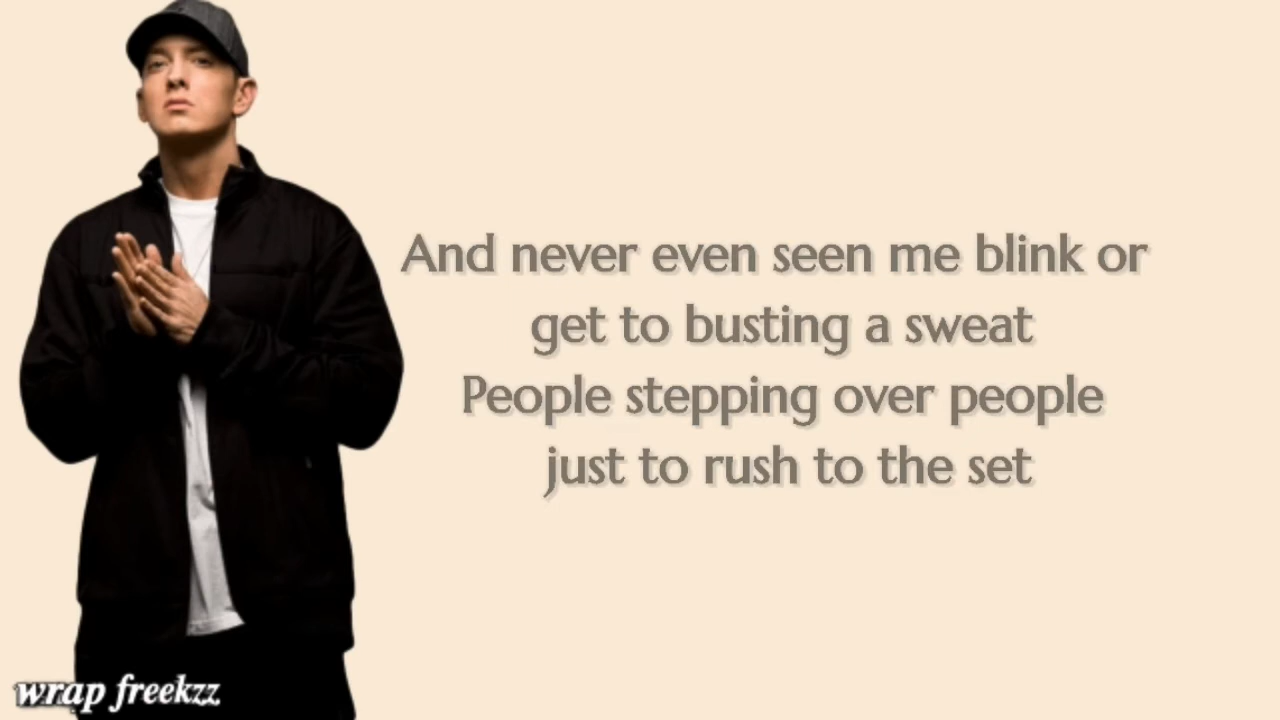 And never even seen me blink or
get to busting a sweat
People stepping over people
just to rush to the set
wrap freekzz